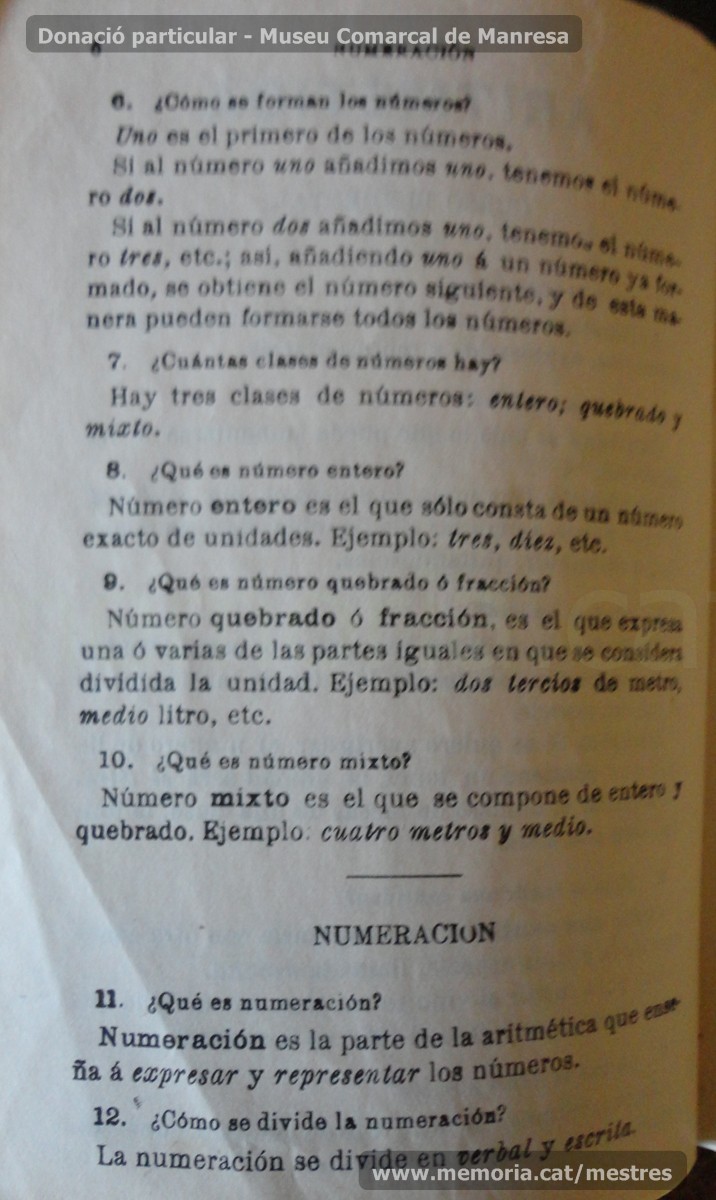 Donació particular - Museu Comarcal de Manresa
6 NUMERACIÓN
6. ¿Cómo se forman los números?
Uno es el primero de los números.
Si al número uno añadimos uno, tenemos el núme-
ro dos.
Si al número dos añadimos uno, tenemos el núme-
ro tres, etc.; así, añadiendo uno á un número ya for-
mado, se obtiene el número siguiente, y de esta ma-
nera pueden formarse todos los números.
7. ¿Cuántas clases de números hay?
Hay tres clases de números: entero; quebrado y
mixto.
8. ¿Qué es número entero?
Número entero es el que sólo consta de un número
exacto de unidades. Ejemplo: tres, diez, etc.
9. ¿Qué es número quebrado ó fracción?
Número quebrado ó fracción, es el que expresa
una ó varias de las partes iguales en que se considera
dividida la unidad. Ejemplo: dos tercios de metro,
medio litro, etc.
10. ¿Qué es número mixto?
Número mixto es el que se compone de entero y
quebrado. Ejemplo: cuatro metros y medio.
NUMERACION
11. ¿Qué es numeración?
Numeración es la parte de la aritmética que ense-
ña á expresar y representar los números.
12. ¿Cómo se divide la numeración?
La numeración se divide en verbal y escrita.
www.memoria.cat/mestres